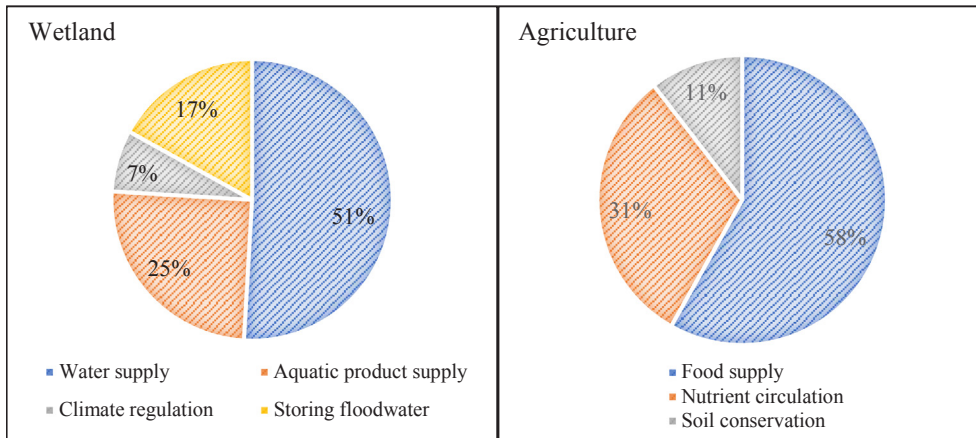 Wetland
17%
7%
51%
25%
Water supply
Aquatic product supply
Climate regulation
Storing floodwater
Agriculture
11%
31%
58%
Food supply
Nutrient circulation
Soil conservation